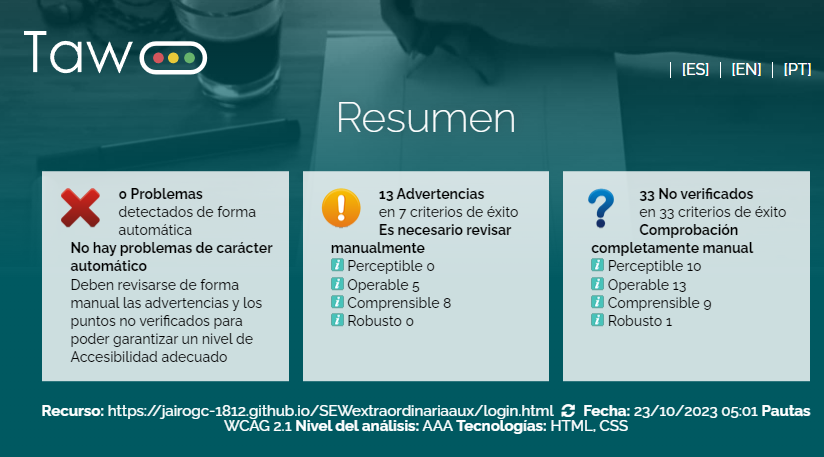 Taw
| [ES] | [EN] | [PT]
Resumen
0 Problemas
detectados de forma
automática
No hay problemas de carácter
automático
Deben revisarse de forma
manual las advertencias y los
puntos no verificados para
poder garantizar un nivel de
Accesibilidad adecuado
13 Advertencias
en 7 criterios de éxito
Es necesario revisar
manualmente
Perceptible 0
Operable 5
Comprensible 8
Robusto 0
33 No verificados
en 33 criterios de éxito
Comprobación
completamente manual
Perceptible 10
Operable 13
Comprensible 9
Robusto 1
Recurso: https://jairogc-1812.github.io/SEWextraordinariaaux/login.html Fecha: 23/10/2023 05:01 Pautas
WCAG 2.1 Nivel del análisis: AAA Tecnologías: HTML, CSS